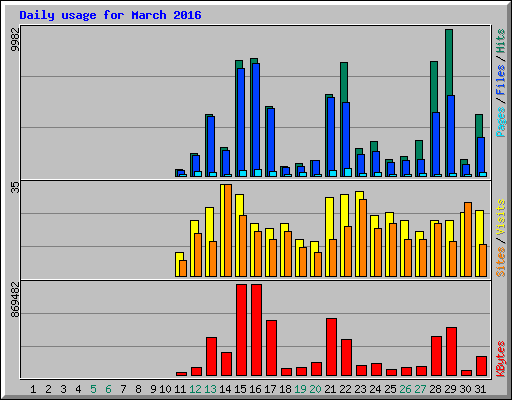 Daily usage for March 2016
9982
Pages / Files / Hits
35
Sites / Visits
869482
KBytes
1 2 3 4 5 6 7 8 9 10 11 12 13 14 15 16 17 18 19 20 21 22 23 24 25 26 27 28 29 30 31